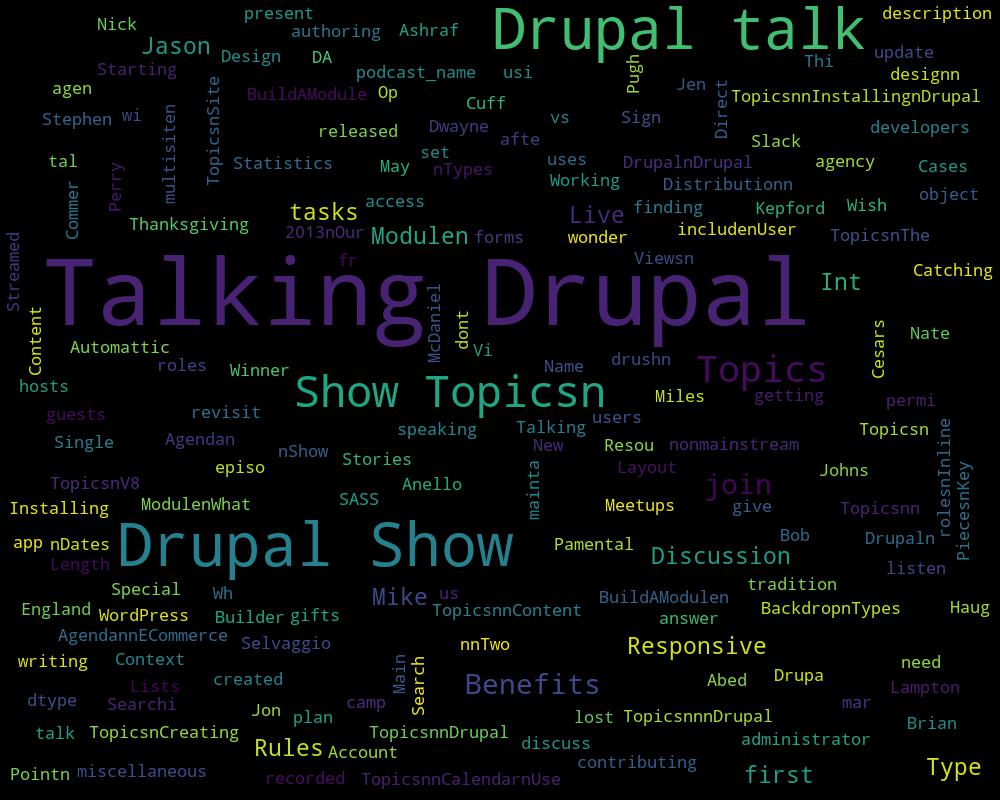 Nick
present
authoring
Ashraf
Drupal talk
description
Jason
Design
DA
Thi
update
Starting
podcast_name
usi
Pugh
designn
agen
BuildAModule
Op
Cuff
Jen
Direct
TopicsnnInstallingnDrupal
Stephen
wi
multisiten
TopicsnSite
released
Dwayne
afte
vs
Sign
Slack
developers
tal
Perry
Statistics
May
set
nTypes
uses
DrupalnDrupal
agency
Cases
Commer
Working
Distributionn
object
Thanksgiving
tasks
access
Live
finding
Kepford
Wish
2013nOur
Modulen
forms
wonder
includenUser
TopicsnThe
Streamed
fr
Talking Drupal
Viewsn
Int
Catching
Content
McDaniel
dont
Vi
Cesars
Nate
Automattic
roles
Winner
Name
drushn
Topics
hosts
Show Topicsn
Miles
getting
permi
guests
revisit
speaking
Talking
users
Topicsn
Single
Agendan
nShow
New
Resou
nonmainstream
rolesnInline
episo
Stories
Layout
Johns
PiecesnKey
TopicsnV8
Anello
mainta
join
Installing
ModulenWhat
SASS
Meetups
give
Topicsnn
app
nDates
Drupal Show
Pamental
Bob
Drupaln
Length
Discussion
listen
Special
Wh
Mike
us
BuildAModulen
tradition
England
WordPress
Builder
gifts
TopicsnnContent
answer
BackdropnTypes
Haug
AgendannECommerce
Selvaggio
nnTwo
Responsive
writing
Context
Main
Search
need
Lists
created
Benefits
Abed
Drupa
Lampton
dtype
Searchi
Jon
camp
mar
plan
lost
TopicsnnnDrupal
Brian
talk
TopicsnCreating
TopicsnnDrupal
discuss
administrator
Rules
Account
contributing
Type
Pointn
miscellaneous
recorded
TopicsnnCalendarnUse
first